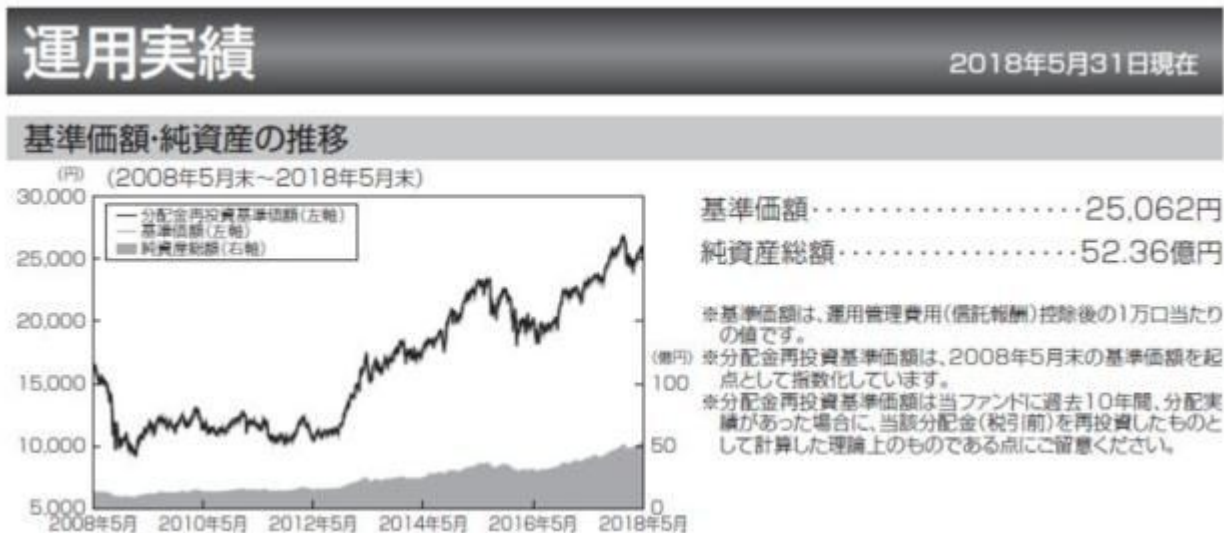 運用実績
2018年5月31日現在
基準価額・純資産の推移
(円) (2008年5月末～2018年5月末)
30,000
25,000
20,000
15,000
10,000
5,000
分配金再投資基準価額(左軸)
基準価額(左軸)
純資産総額(右軸)
(億円)
100
50
0
2008年5月 2010年5月 2012年5月 2014年5月 2016年5月 2018年5月
基準価額・・・・・・・・・・・・・・・・・・・・25,062円
純資産総額・・・・・・・・・・・・・・・・・・52.36億円
※基準価額は、運用管理費用(信託報酬)控除後の1万口当たり
の値です。
※分配金再投資基準価額は、2008年5月末の基準価額を起
点として指数化しています。
※分配金再投資基準価額は当ファンドに過去10年間、分配実
績があった場合に、当該分配金(税引前)を再投資したものと
して計算した理論上のものである点にご留意ください。